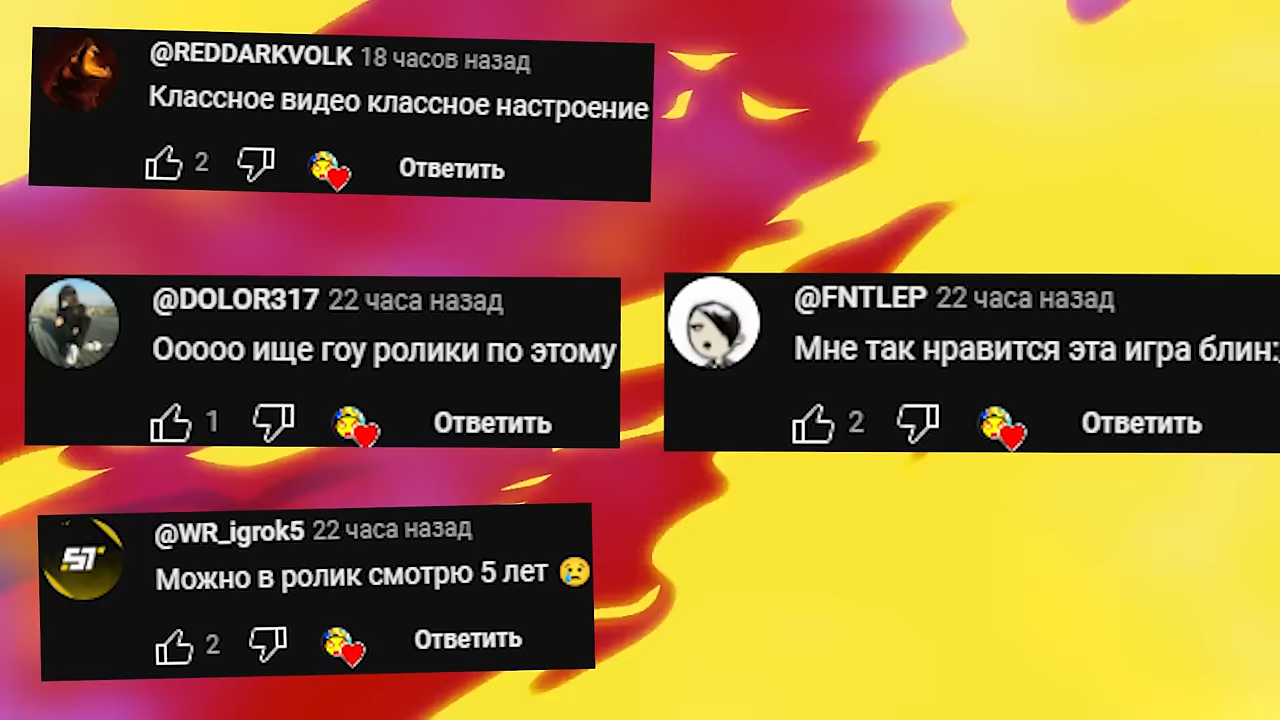 @REDDARKVOLK 18 часов назад
Классное видео классное настроение
2 Ответить
@DOLOR317 22 часа назад
Ооооо ище гоу ролики по этому
1 Ответить
@FNTLEP 22 часа назад
Мне так нравится эта игра блин:
2 Ответить
ST
@WR_igrok5 22 часа назад
Можно в ролик смотрю 5 лет 😢
2 Ответить